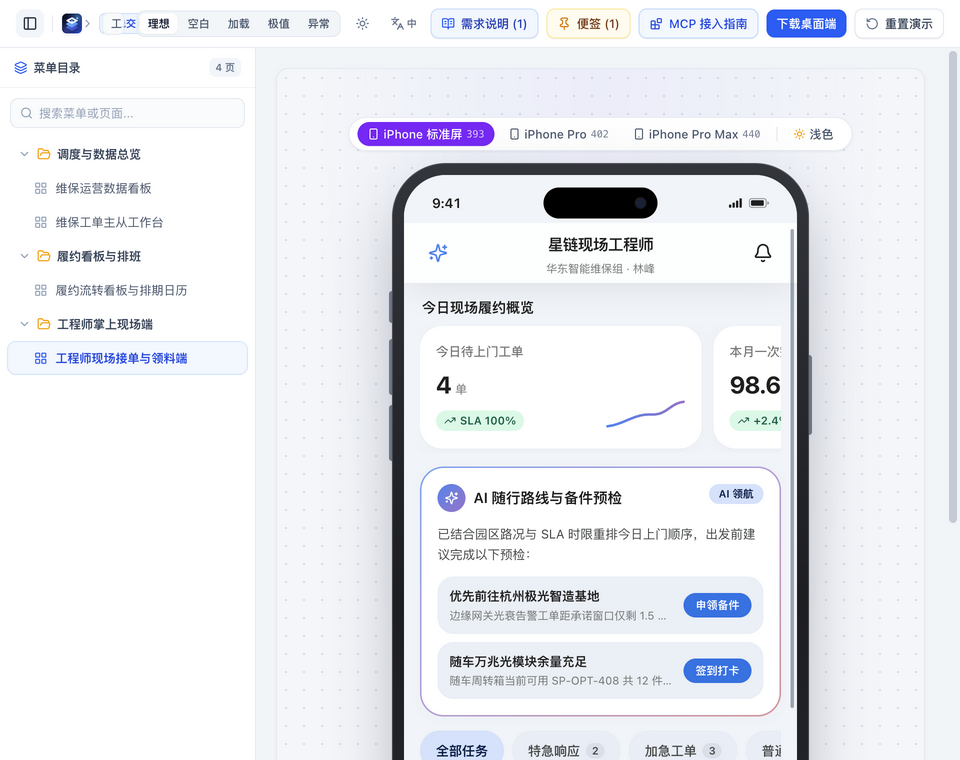 工 交 理想 空白 加载 极值 异常 中 需求说明 (1) 便签 (1) MCP 接入指南 下载桌面端 重置演示
菜单目录 4 页
搜索菜单或页面...
调度与数据总览
维保运营数据看板
维保工单主从工作台
履约看板与排班
履约流转看板与排期日历
工程师掌上现场端
工程师现场接单与领料端
iPhone 标准屏 393 iPhone Pro 402 iPhone Pro Max 440 浅色
9:41
星链现场工程师
华东智能维保组 · 林峰
今日现场履约概览
今日待上门工单
4 单
SLA 100%
本月一次
98.6
+2.4
AI 随行路线与备件预检
AI 领航
已结合园区路况与 SLA 时限重排今日上门顺序，出发前建
议完成以下预检：
优先前往杭州极光智造基地
边缘网关光衰告警工单距承诺窗口仅剩 1.5 ...
申领备件
随车万兆光模块余量充足
随车周转箱当前可用 SP-OPT-408 共 12 件...
签到打卡
全部任务 特急响应 2 加急工单 3 普通